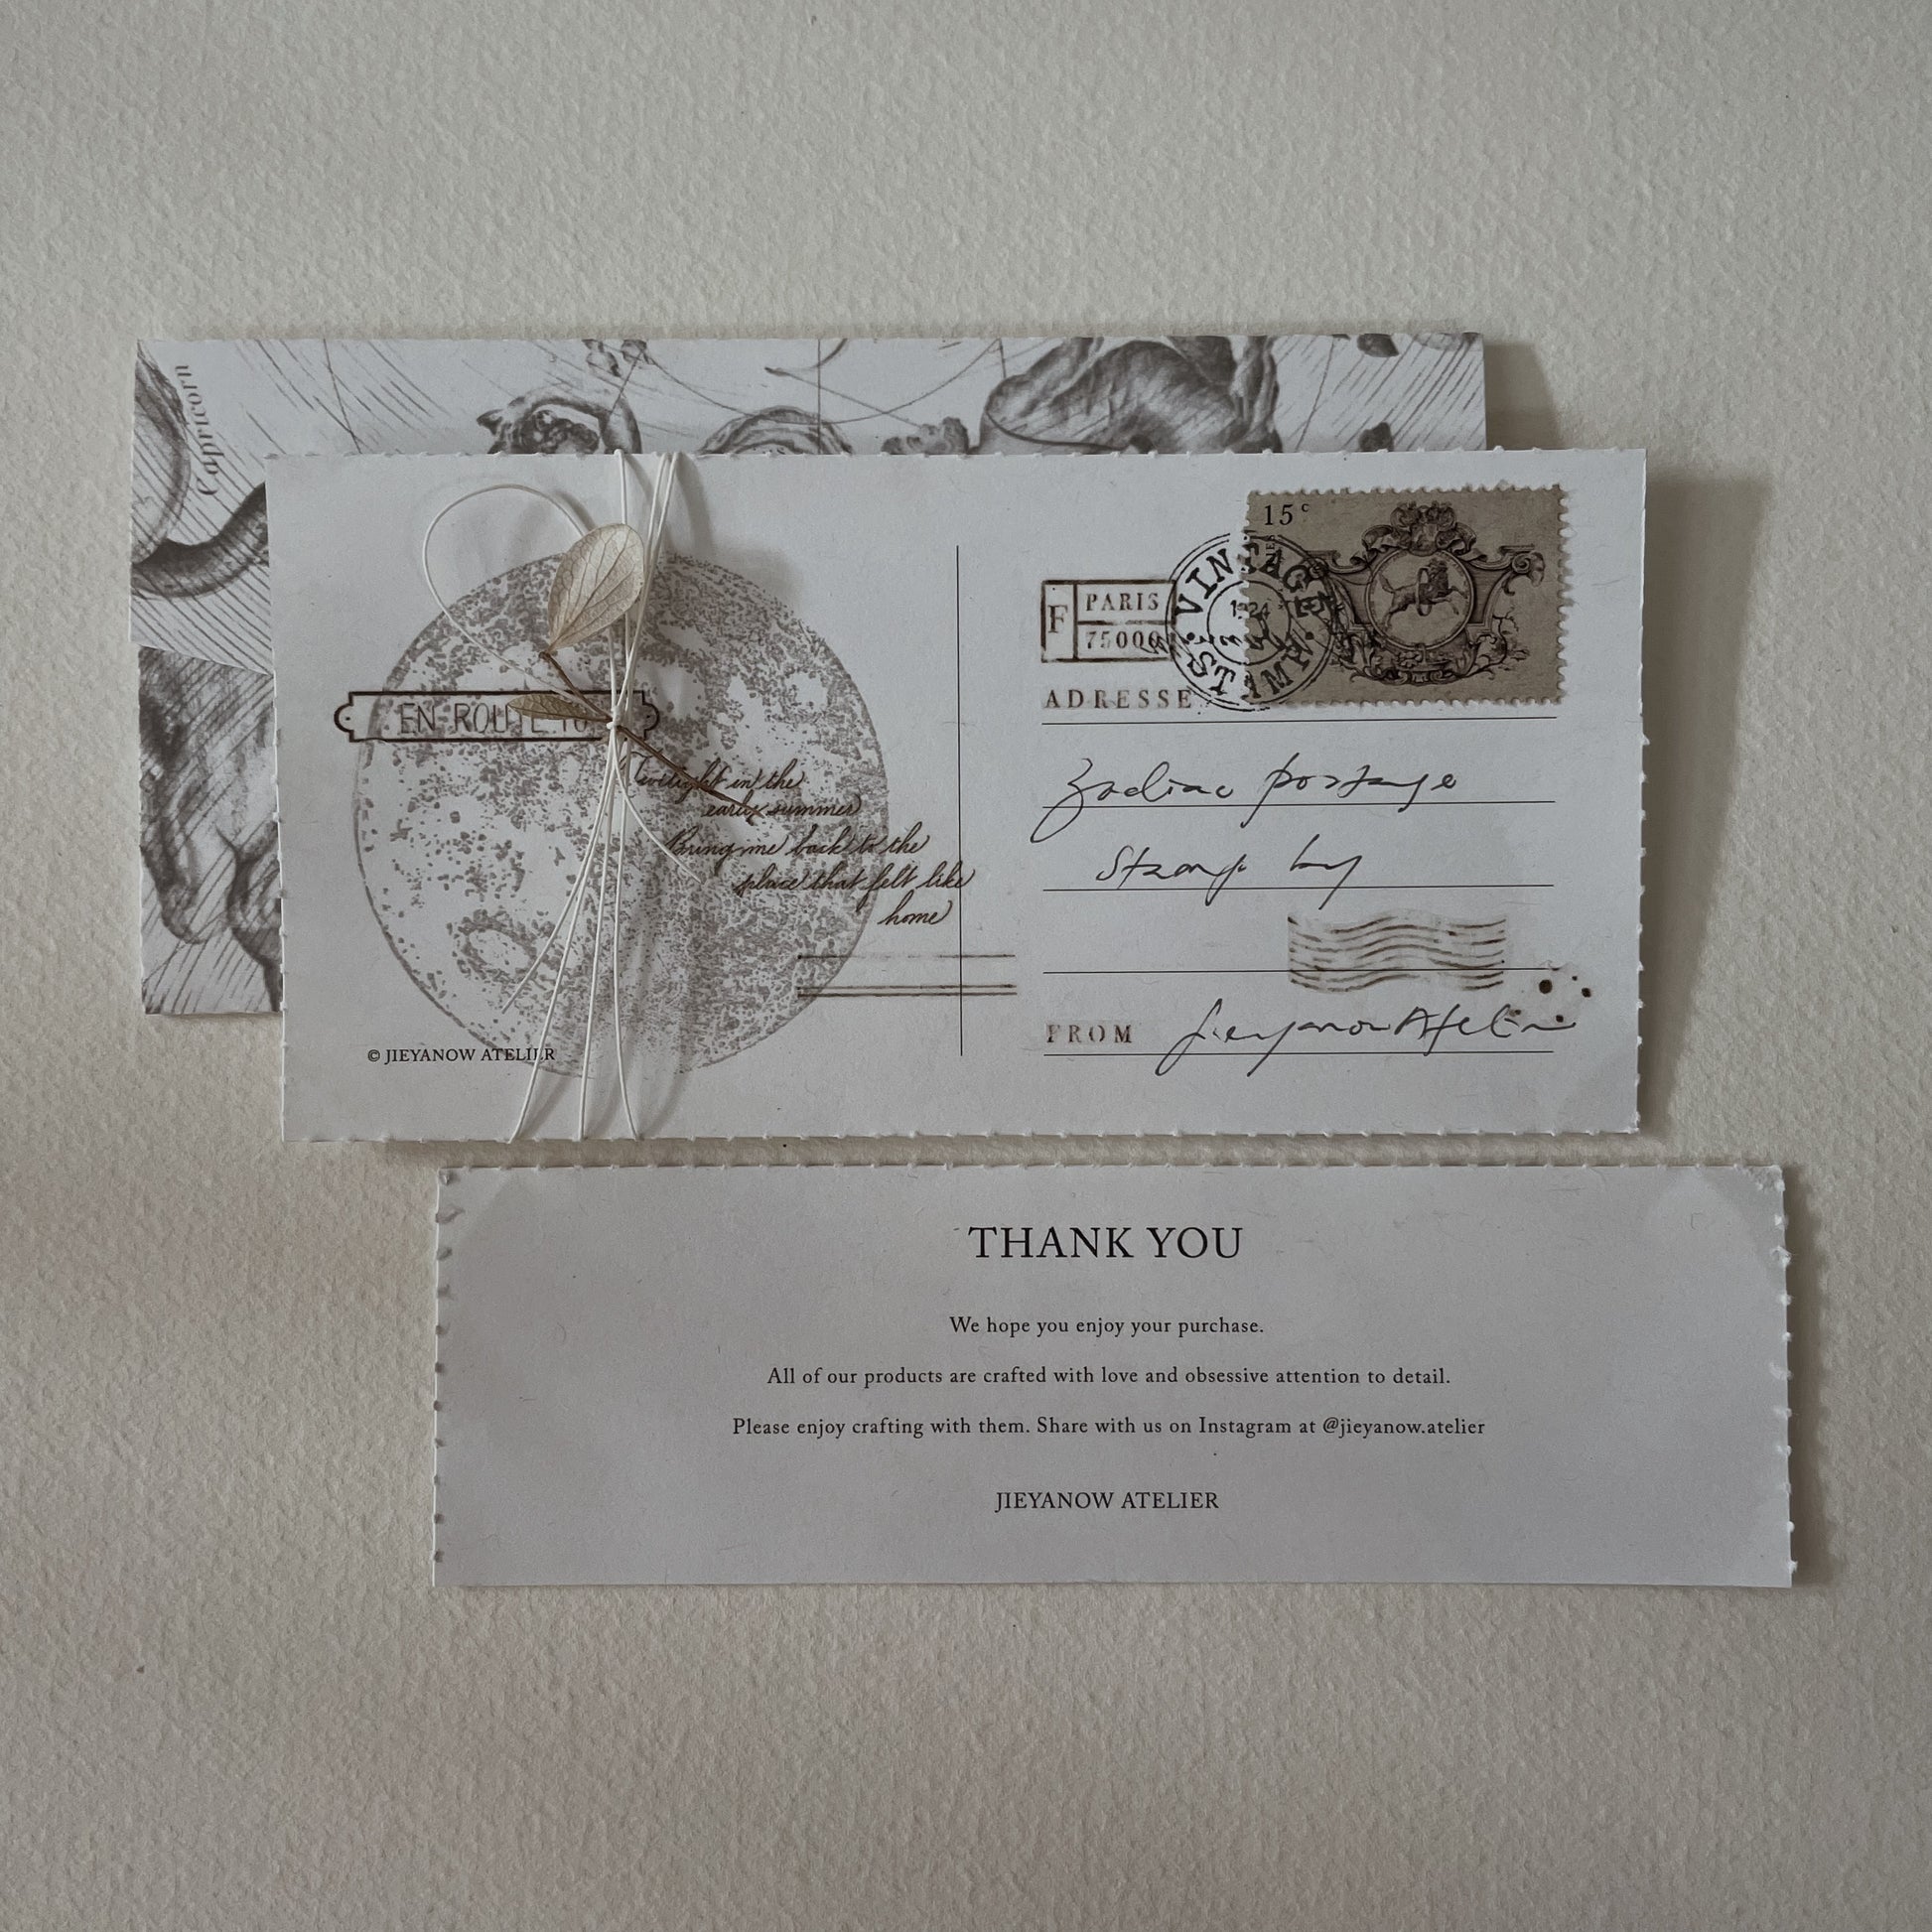 Capricorn
EN ROUTE TO
Twilight in the
early summer
Bring me back to the
place that felt like
home
© JIEYANOW ATELIER
15c
VINTAGE STAMP
F PARIS
75000
ADRESSE
Zodiac postage
Stamp by
FROM Jieyanow Atelier
THANK YOU
We hope you enjoy your purchase.
All of our products are crafted with love and obsessive attention to detail.
Please enjoy crafting with them. Share with us on Instagram at @jieyanow.atelier
JIEYANOW ATELIER